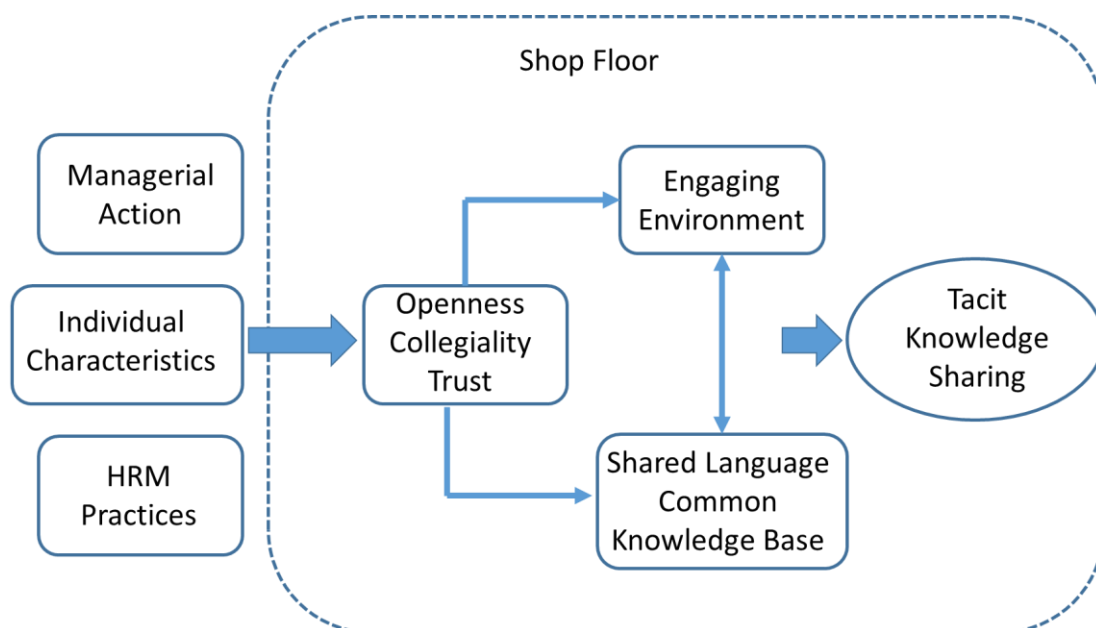 Shop Floor
Managerial
Action
Individual
Characteristics
HRM
Practices
Openness
Collegiality
Trust
Engaging
Environment
Shared Language
Common
Knowledge Base
Tacit
Knowledge
Sharing